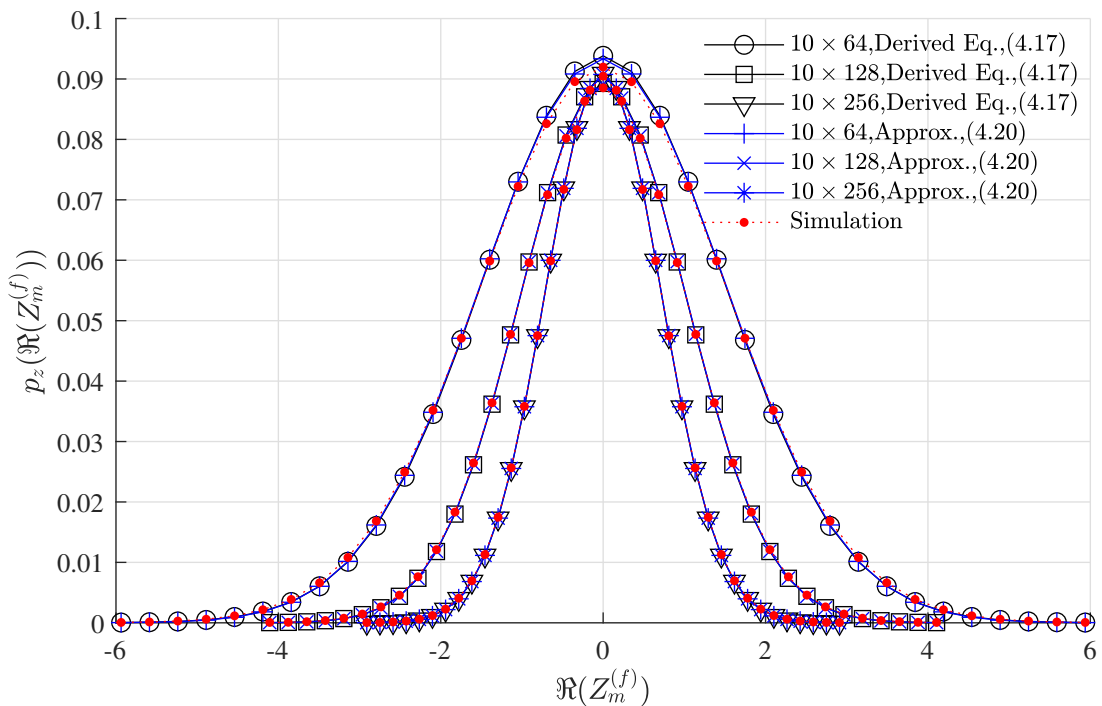 0.1
0.09
0.08
0.07
0.06
0.05
0.04
0.03
0.02
0.01
0
-6
-4
-2
0
2
4
6
p_z(ℜ(Z_m^{(f)}))
ℜ(Z_m^{(f)})
10 × 64,Derived Eq.,(4.17)
10 × 128,Derived Eq.,(4.17)
10 × 256,Derived Eq.,(4.17)
10 × 64,Approx.,(4.20)
10 × 128,Approx.,(4.20)
10 × 256,Approx.,(4.20)
Simulation